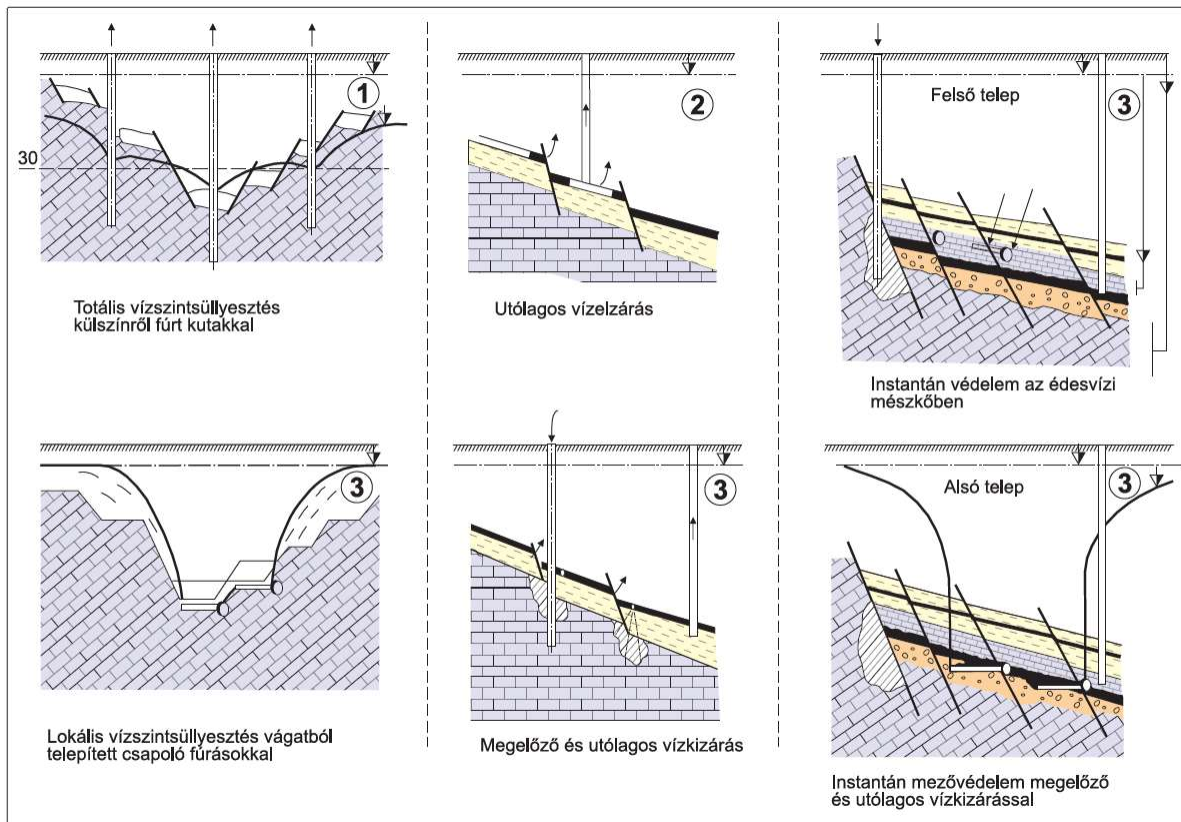 1
30
Totális vízszintsüllyesztés
külszínről fúrt kutakkal
2
Utólagos vízelzárás
Felső telep
3
Instantán védelem az édesvízi
mészkőben
3
Lokális vízszintsüllyesztés vágatból
telepített csapoló fúrásokkal
3
Megelőző és utólagos vízkizárás
Alsó telep
3
Instantán mezővédelem megelőző
és utólagos vízkizárással